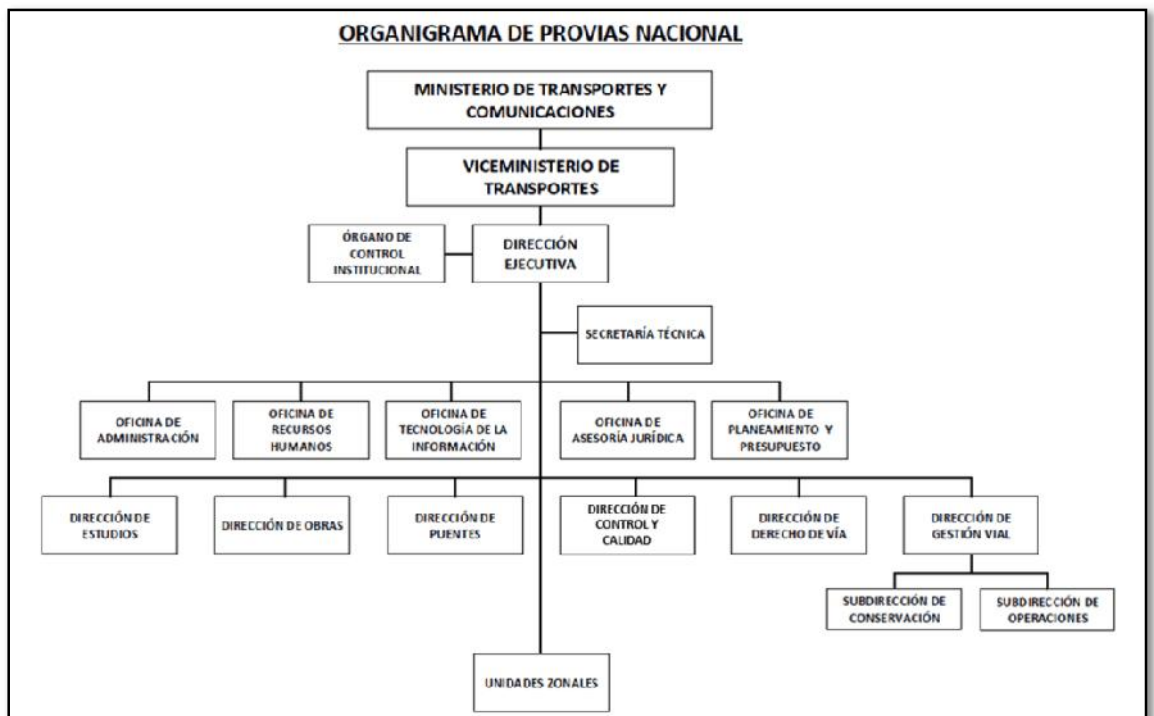 ORGANIGRAMA DE PROVIAS NACIONAL
MINISTERIO DE TRANSPORTES Y
COMUNICACIONES
VICEMINISTERIO DE
TRANSPORTES
ÓRGANO DE
CONTROL
INSTITUCIONAL
DIRECCIÓN
EJECUTIVA
SECRETARÍA TÉCNICA
OFICINA DE
ADMINISTRACIÓN
OFICINA DE
RECURSOS
HUMANOS
OFICINA DE
TECNOLOGÍA DE LA
INFORMACIÓN
OFICINA DE
ASESORÍA JURÍDICA
OFICINA DE
PLANEAMIENTO Y
PRESUPUESTO
DIRECCIÓN DE
ESTUDIOS
DIRECCIÓN DE OBRAS
DIRECCIÓN DE
PUENTES
DIRECCIÓN DE
CONTROL Y
CALIDAD
DIRECCIÓN DE
DERECHO DE VÍA
DIRECCIÓN DE
GESTIÓN VIAL
SUBDIRECCIÓN DE
CONSERVACIÓN
SUBDIRECCIÓN DE
OPERACIONES
UNIDADES ZONALES